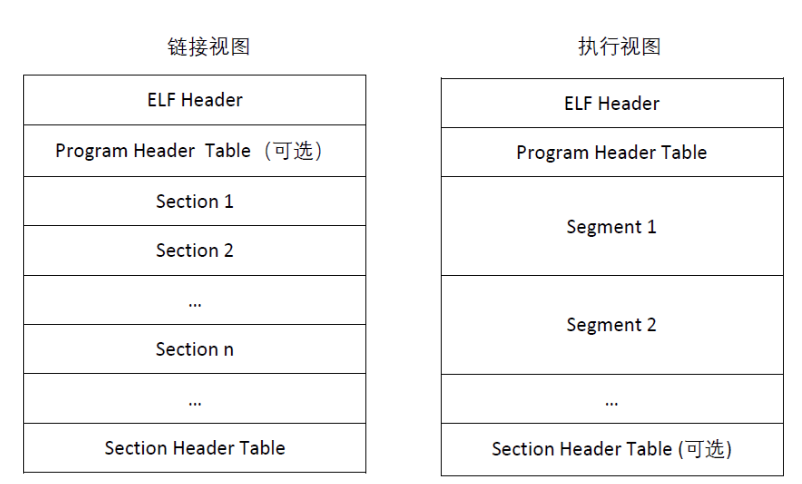 链接视图
ELF Header
Program Header Table（可选）
Section 1
Section 2
...
Section n
...
Section Header Table
执行视图
ELF Header
Program Header Table
Segment 1
Segment 2
...
Section Header Table (可选)